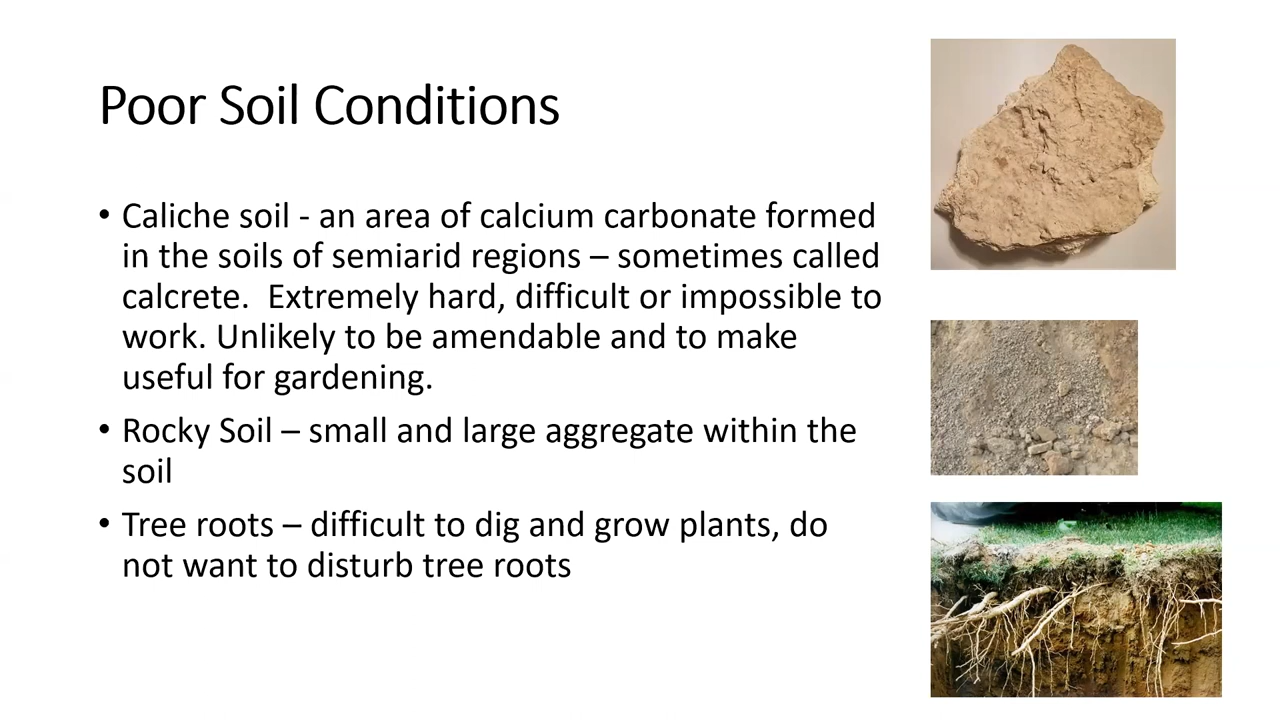 Poor Soil Conditions
• Caliche soil - an area of calcium carbonate formed
in the soils of semiarid regions – sometimes called
calcrete.  Extremely hard, difficult or impossible to
work. Unlikely to be amendable and to make
useful for gardening.
• Rocky Soil – small and large aggregate within the
soil
• Tree roots – difficult to dig and grow plants, do
not want to disturb tree roots